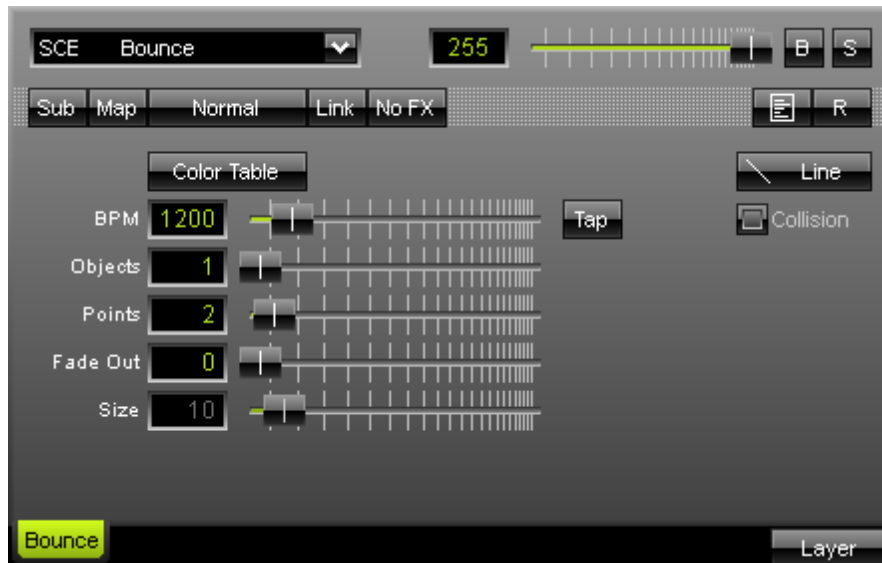 SCE Bounce 255 B S
Sub Map Normal Link No FX R
Color Table Line
BPM 1200 Tap Collision
Objects 1
Points 2
Fade Out 0
Size 10
Bounce
Layer